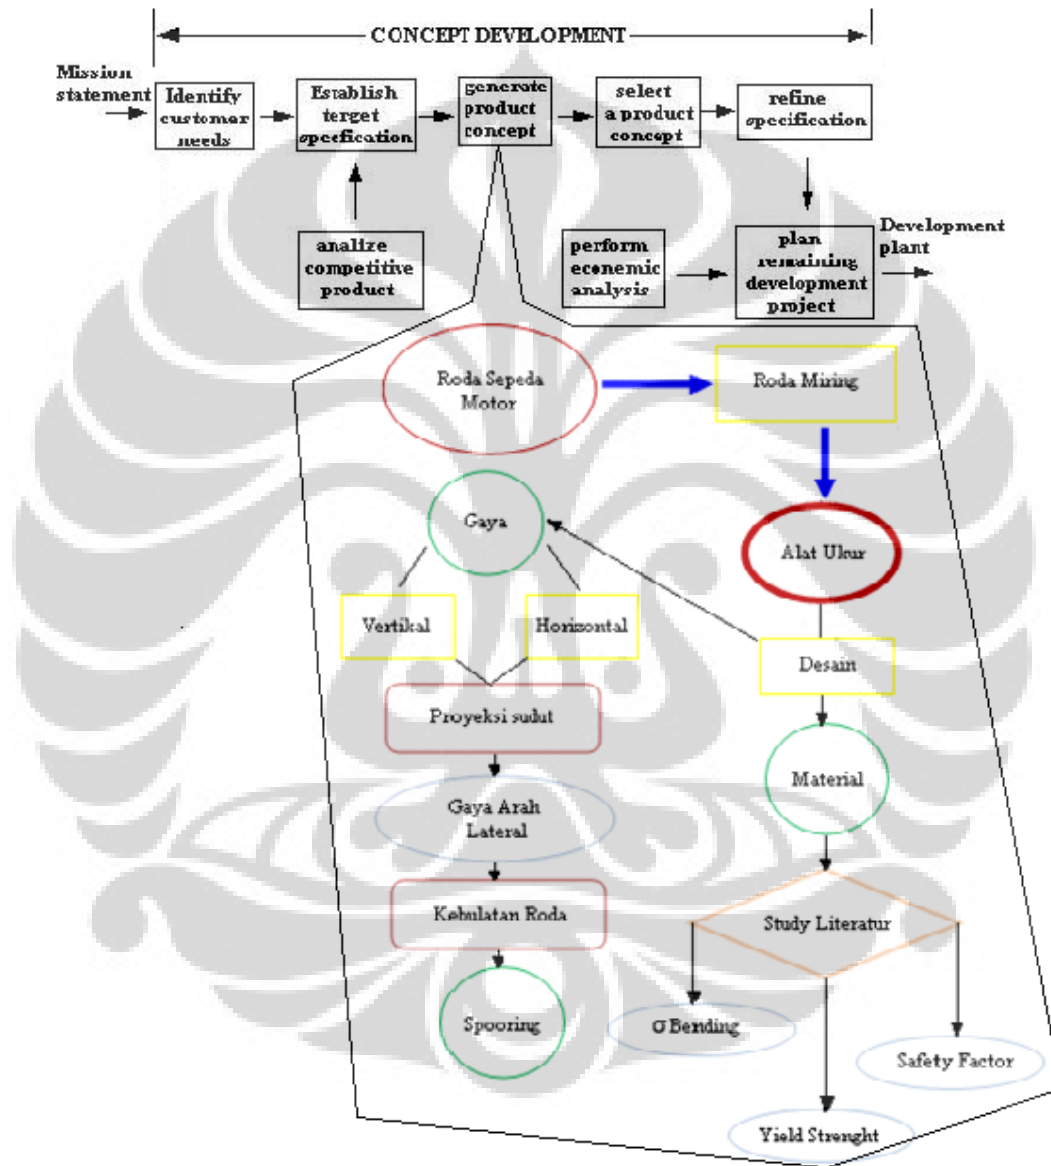 CONCEPT DEVELOPMENT
Mission
statement
Identify
customer
needs
Establish
target
specification
generate
product
concept
select
a product
concept
refine
specification
analize
competitive
product
perform
economic
analysis
plan
remaining
development
project
Development
plant
Roda Sepeda
Motor
Roda Miring
Gaya
Alat Ukur
Vertikal
Horizontal
Desain
Proyeksi sudut
Material
Gaya Arah
Lateral
Kebulatan Roda
Study Literatur
Spooring
σ Bending
Safety Factor
Yield Strenght